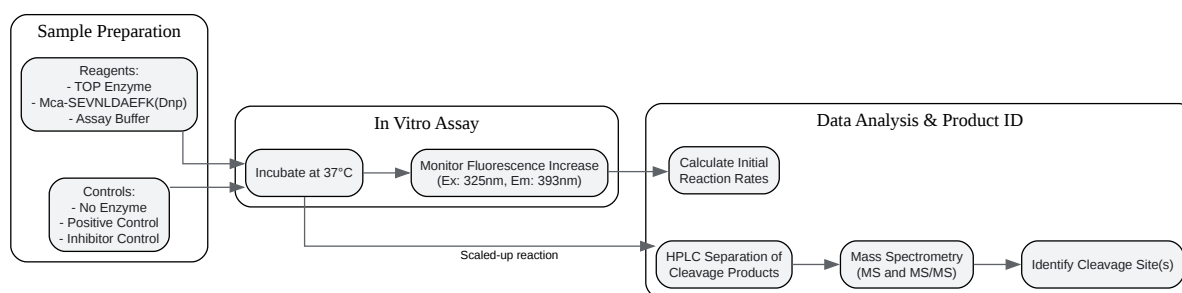 Sample Preparation
Reagents:
- TOP Enzyme
- Mca-SEVNLDAEFK(Dnp)
- Assay Buffer
Controls:
- No Enzyme
- Positive Control
- Inhibitor Control
In Vitro Assay
Incubate at 37°C
Monitor Fluorescence Increase
(Ex: 325nm, Em: 393nm)
Scaled-up reaction
Data Analysis & Product ID
Calculate Initial
Reaction Rates
HPLC Separation of
Cleavage Products
Mass Spectrometry
(MS and MS/MS)
Identify Cleavage Site(s)